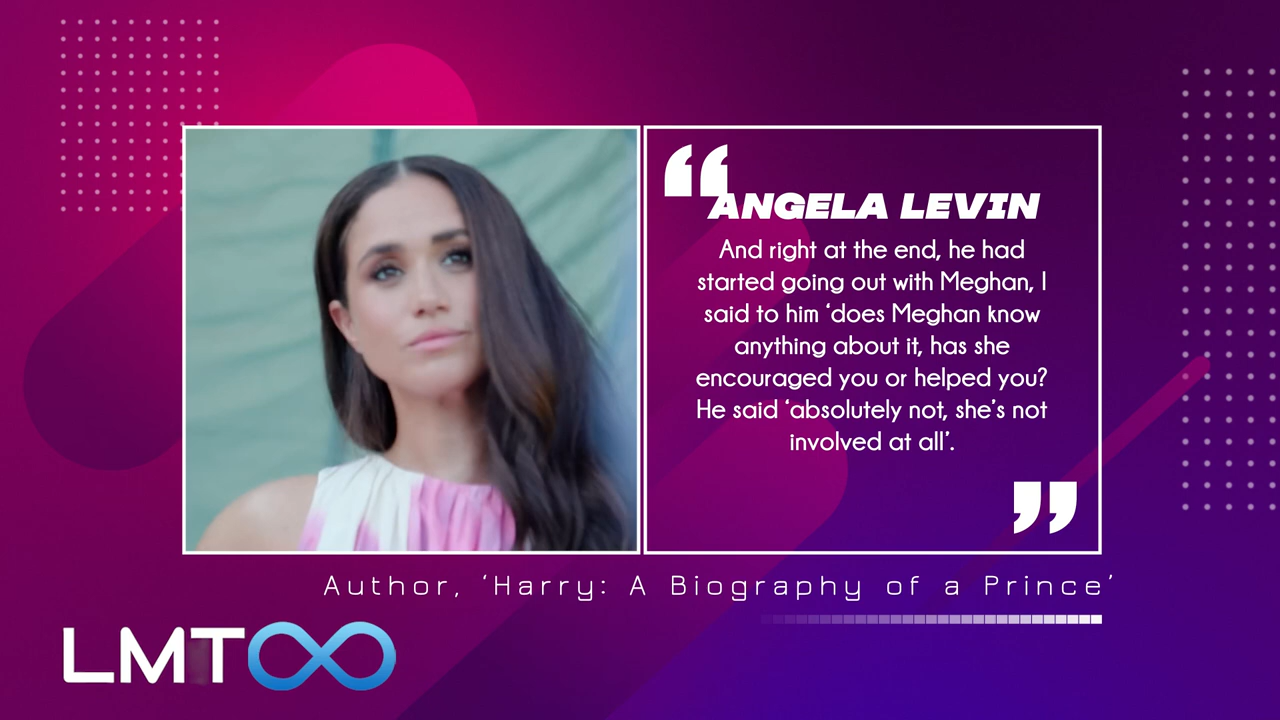 “
ANGELA LEVIN
And right at the end, he had
started going out with Meghan, I
said to him ‘does Meghan know
anything about it, has she
encouraged you or helped you?
He said ‘absolutely not, she’s not
involved at all’.
”
Author, ‘Harry: A Biography of a Prince’
LMT